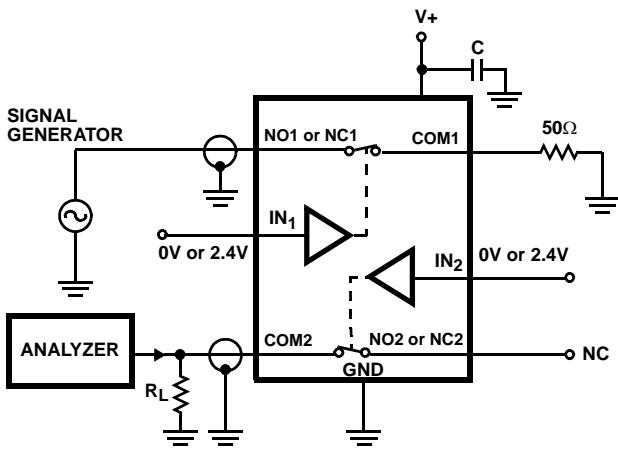 V+
C
SIGNAL
GENERATOR
NO1 or NC1
COM1
50Ω
IN1
0V or 2.4V
IN2
0V or 2.4V
ANALYZER
COM2
NO2 or NC2
NC
GND
RL